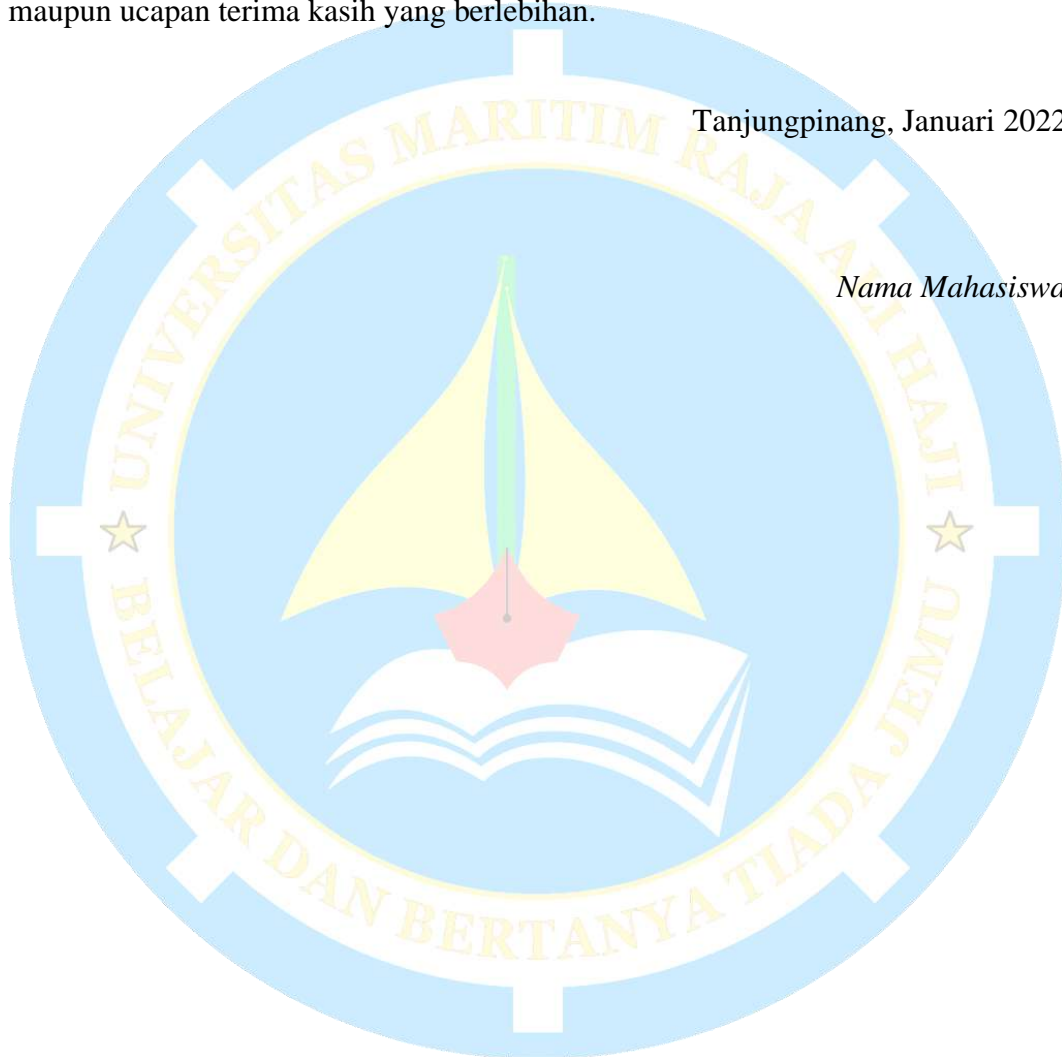 maupun ucapan terima kasih yang berlebihan.
Tanjungpinang, Januari 2022
Nama Mahasiswa
UNIVERSITAS MARITIM RAJA ALI HAJI
BELAJAR DAN BERTANYA TIADA JEMU